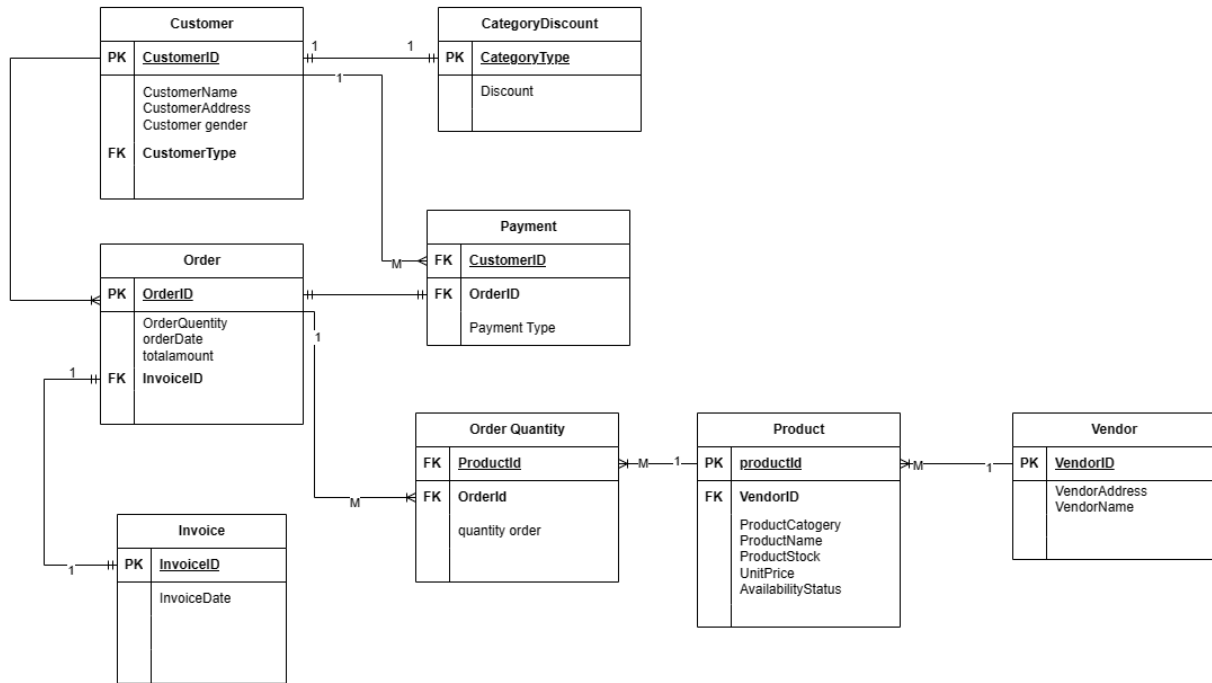 Customer
PK CustomerID
CustomerName
CustomerAddress
Customer gender
FK CustomerType
1 1
CategoryDiscount
PK CategoryType
Discount
1
M
Payment
FK CustomerID
FK OrderID
Payment Type
Order
PK OrderID
OrderQuentity
orderDate
totalamount
FK InvoiceID
1
1
1
M
Invoice
PK InvoiceID
InvoiceDate
Order Quantity
FK ProductId
FK OrderId
quantity order
M 1
Product
PK productId
FK VendorID
ProductCatogery
ProductName
ProductStock
UnitPrice
AvailabilityStatus
M 1
Vendor
PK VendorID
VendorAddress
VendorName